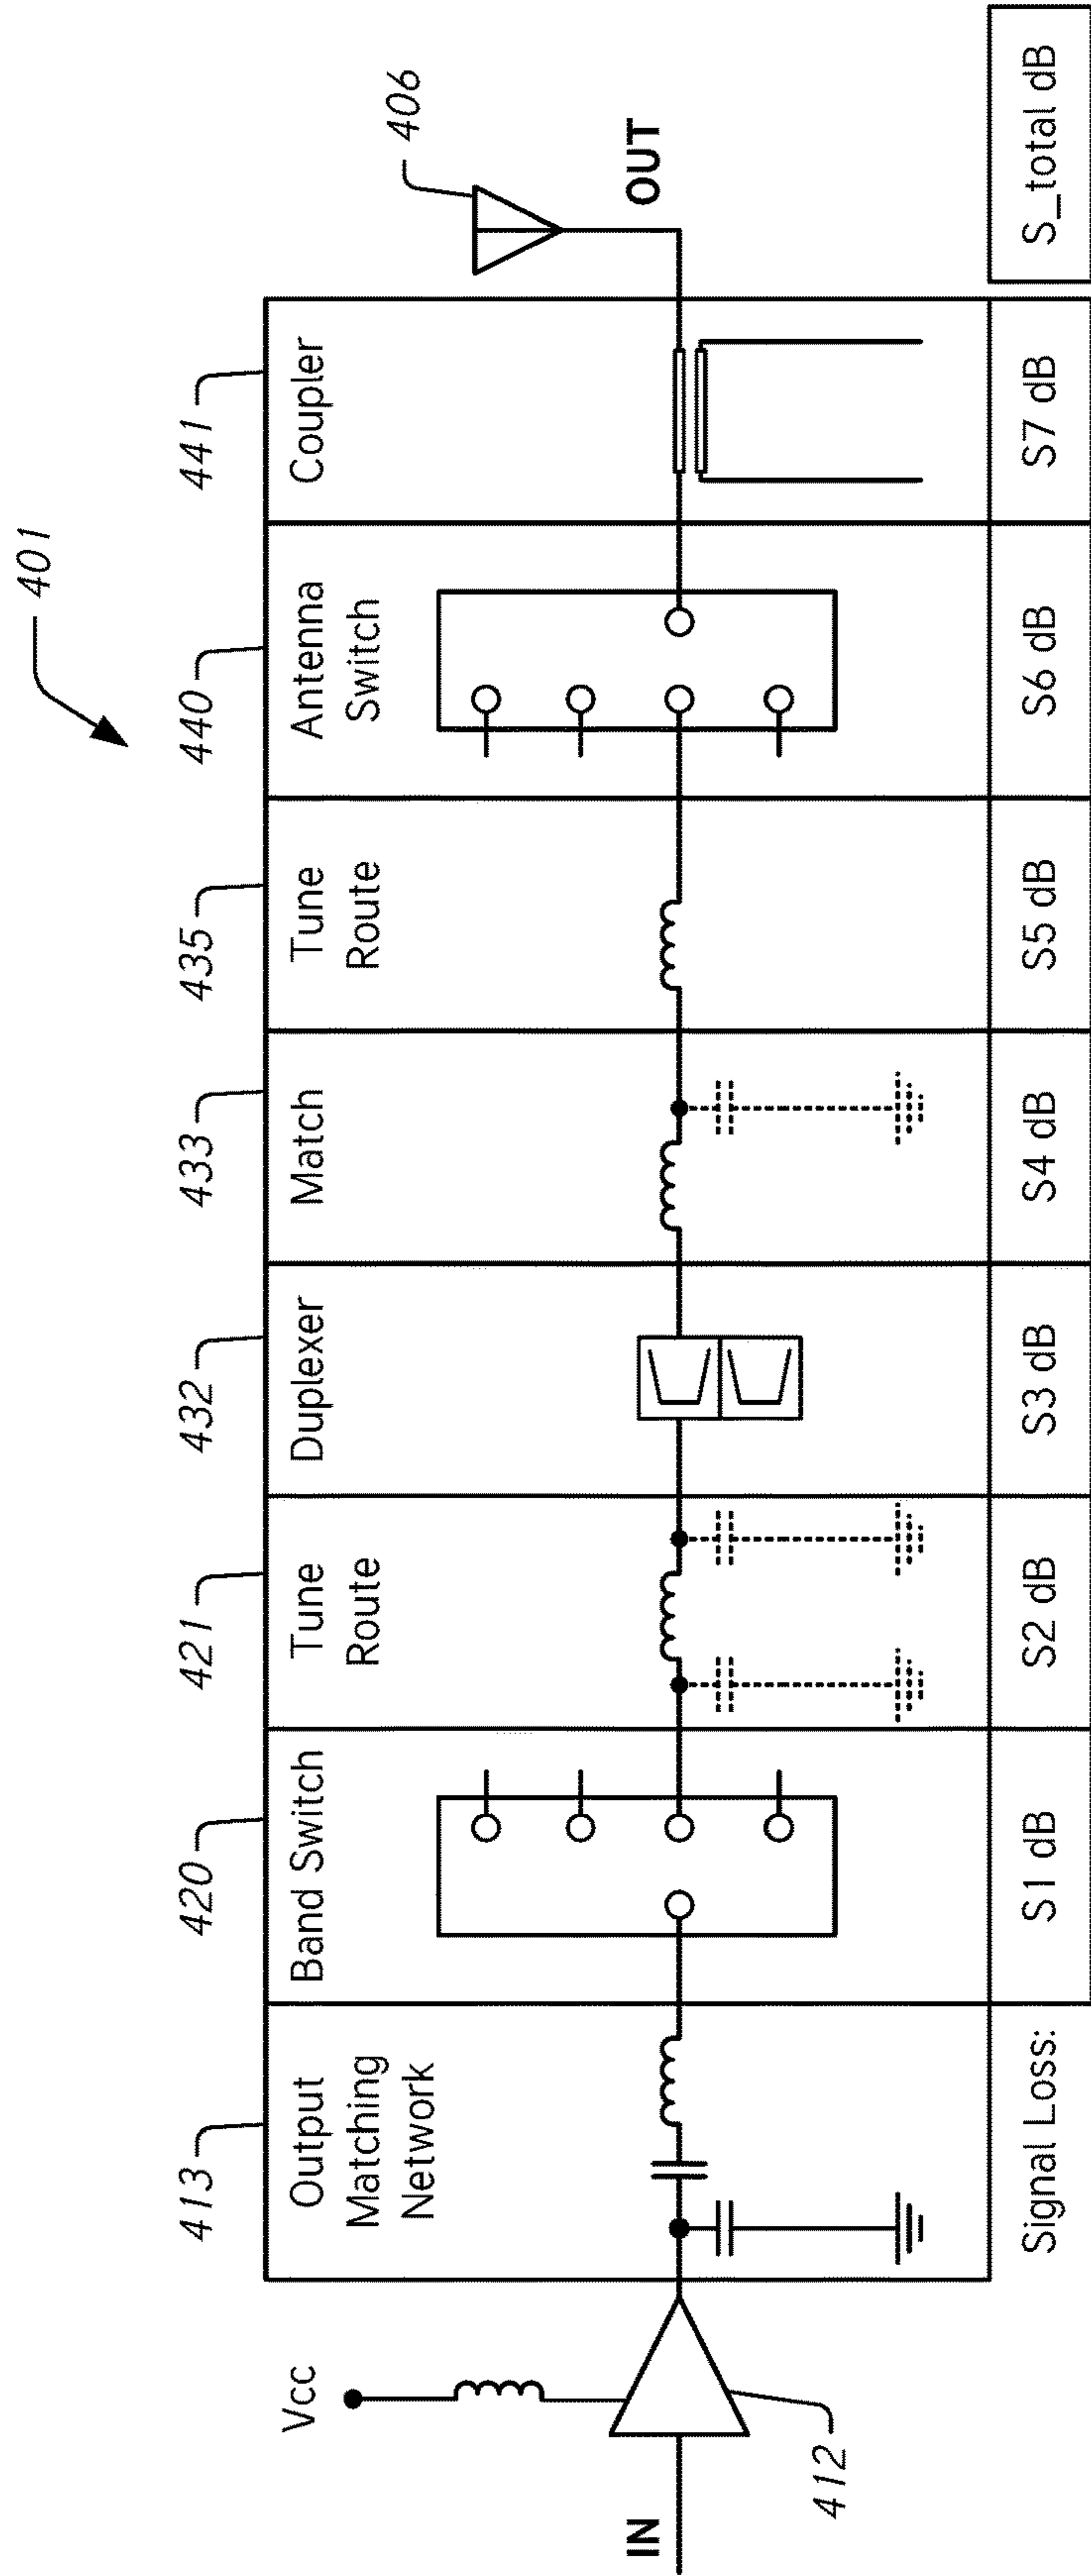 401
413
420
421
432
433
435
440
441
Output
Matching
Network
Band Switch
Tune
Route
Duplexer
Match
Tune
Route
Antenna
Switch
Coupler
406
Vcc
IN
OUT
412
Signal Loss:
S1 dB
S2 dB
S3 dB
S4 dB
S5 dB
S6 dB
S7 dB
S_total dB